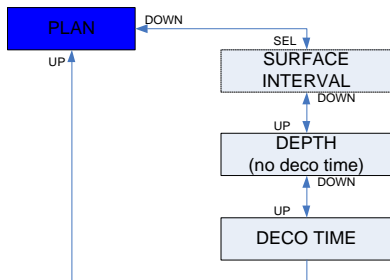 PLAN
DOWN
UP
SEL
SURFACE
INTERVAL
DOWN
UP
DEPTH
(no deco time)
DOWN
UP
DECO TIME